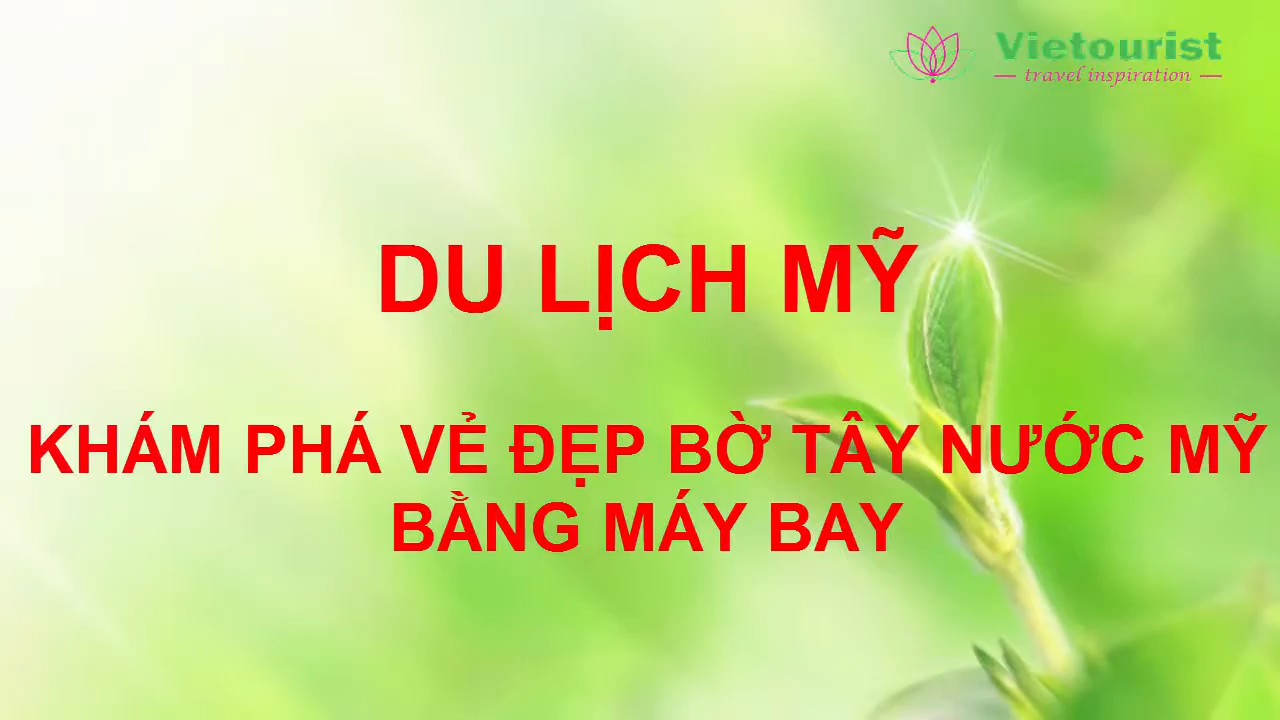 Vietourist
travel inspiration
DU LỊCH MỸ
KHÁM PHÁ VẺ ĐẸP BỜ TÂY NƯỚC MỸ
BẰNG MÁY BAY